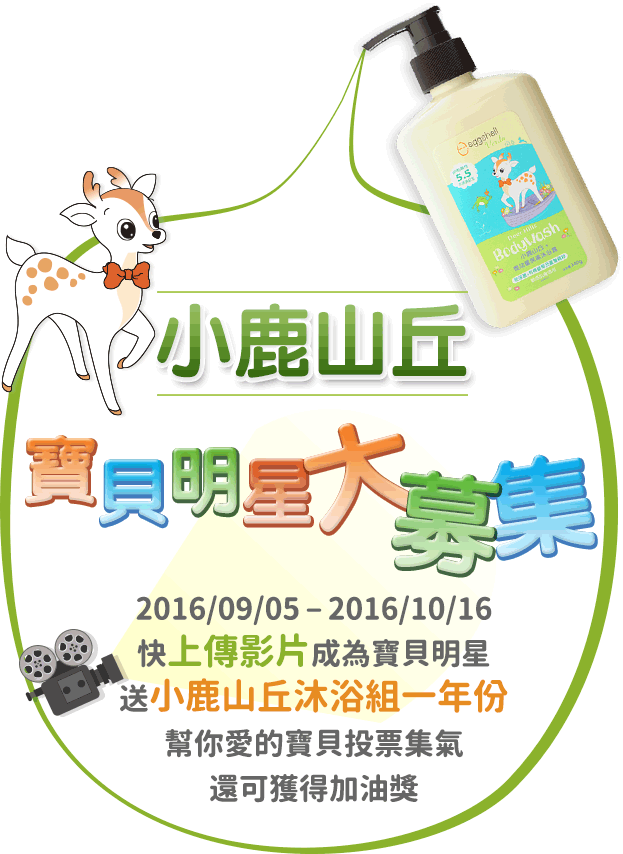 eggshell
5.5
BodyWash
小鹿山丘
寶貝明星大募集
2016/09/05 – 2016/10/16
快上傳影片成為寶貝明星
送小鹿山丘沐浴組一年份
幫你愛的寶貝投票集氣
還可獲得加油獎